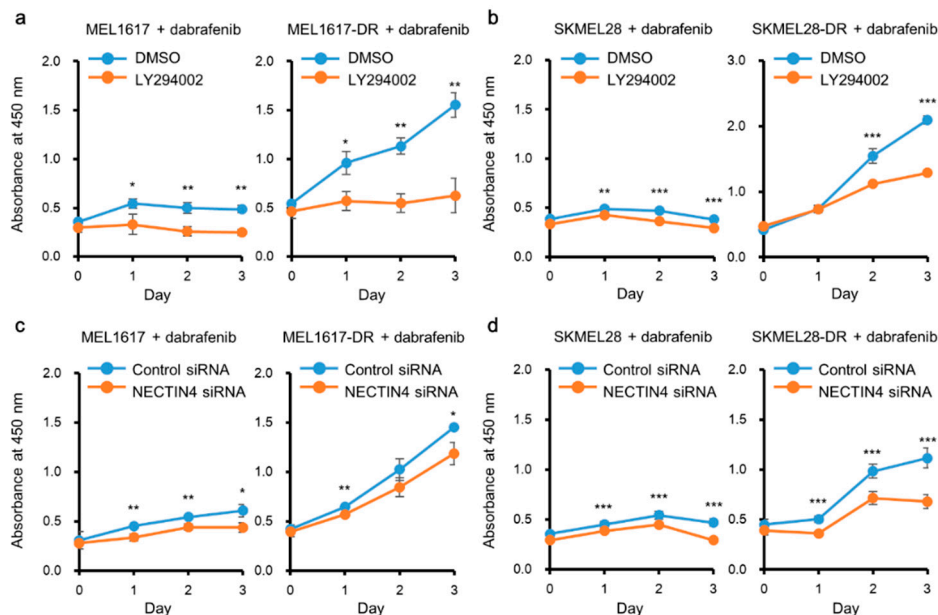 a
MEL1617 + dabrafenib
MEL1617-DR + dabrafenib
Absorbance at 450 nm
2.0
1.5
1.0
0.5
0.0
DMSO
LY294002
*
**
**
0
1
2
3
Day
2.0
1.5
1.0
0.5
0.0
DMSO
LY294002
*
**
**
0
1
2
3
Day
b
SKMEL28 + dabrafenib
SKMEL28-DR + dabrafenib
Absorbance at 450 nm
2.0
1.5
1.0
0.5
0.0
DMSO
LY294002
**
***
***
0
1
2
3
Day
3.0
2.0
1.0
0.0
DMSO
LY294002
***
***
0
1
2
3
Day
c
MEL1617 + dabrafenib
MEL1617-DR + dabrafenib
Absorbance at 450 nm
2.0
1.5
1.0
0.5
0.0
Control siRNA
NECTIN4 siRNA
**
**
*
0
1
2
3
Day
2.0
1.5
1.0
0.5
0.0
Control siRNA
NECTIN4 siRNA
**
*
0
1
2
3
Day
d
SKMEL28 + dabrafenib
SKMEL28-DR + dabrafenib
Absorbance at 450 nm
2.0
1.5
1.0
0.5
0.0
Control siRNA
NECTIN4 siRNA
***
***
***
0
1
2
3
Day
2.0
1.5
1.0
0.5
0.0
Control siRNA
NECTIN4 siRNA
***
***
***
0
1
2
3
Day